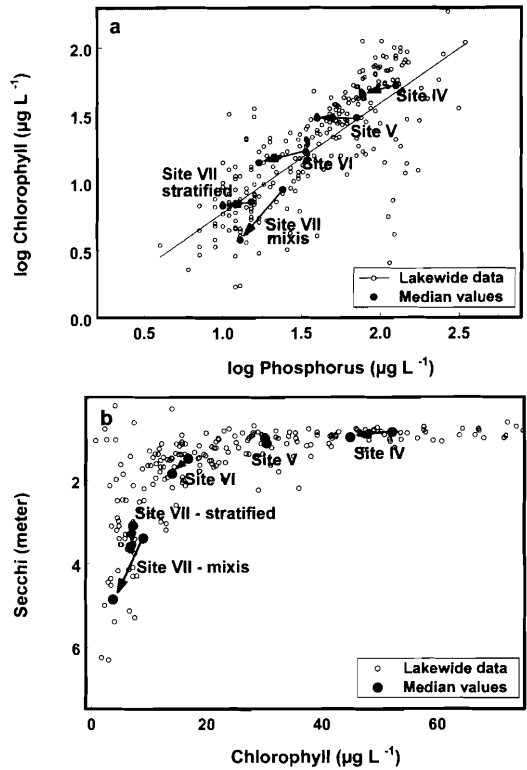 a
log Chlorophyll (µg L -1)
2.0
1.5
1.0
0.5
0.0
Site IV
Site V
Site VI
Site VII
stratified
Site VII
mixis
Lakewide data
Median values
0.5
1.0
1.5
2.0
2.5
log Phosphorus (µg L -1)
b
Secchi (meter)
2
4
6
Site IV
Site V
Site VI
Site VII - stratified
Site VII - mixis
Lakewide data
Median values
0
20
40
60
Chlorophyll (µg L -1)